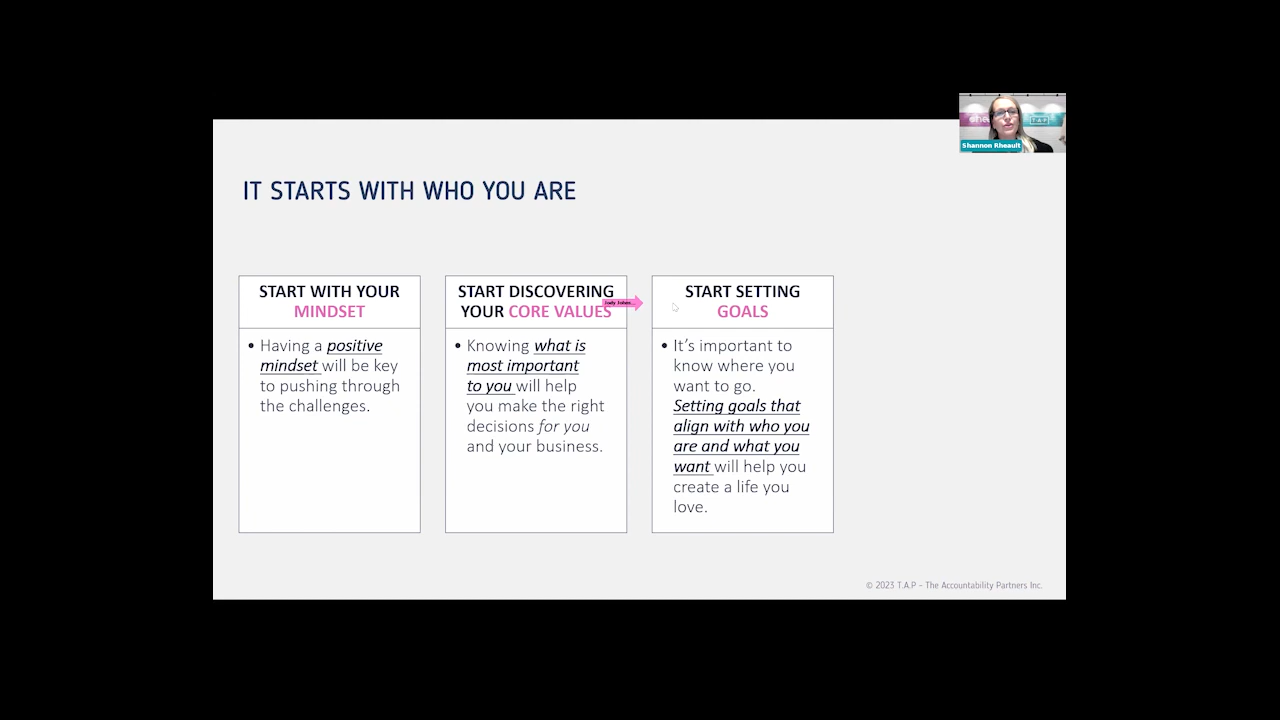 Shannon Rheault
T.A.P
IT STARTS WITH WHO YOU ARE
START WITH YOUR
MINDSET
• Having a positive
mindset will be key
to pushing through
the challenges.
START DISCOVERING
YOUR CORE VALUES
• Knowing what is
most important
to you will help
you make the right
decisions for you
and your business.
START SETTING
GOALS
• It’s important to
know where you
want to go.
Setting goals that
align with who you
are and what you
want will help you
create a life you
love.
© 2023 T.A.P – The Accountability Partners Inc.